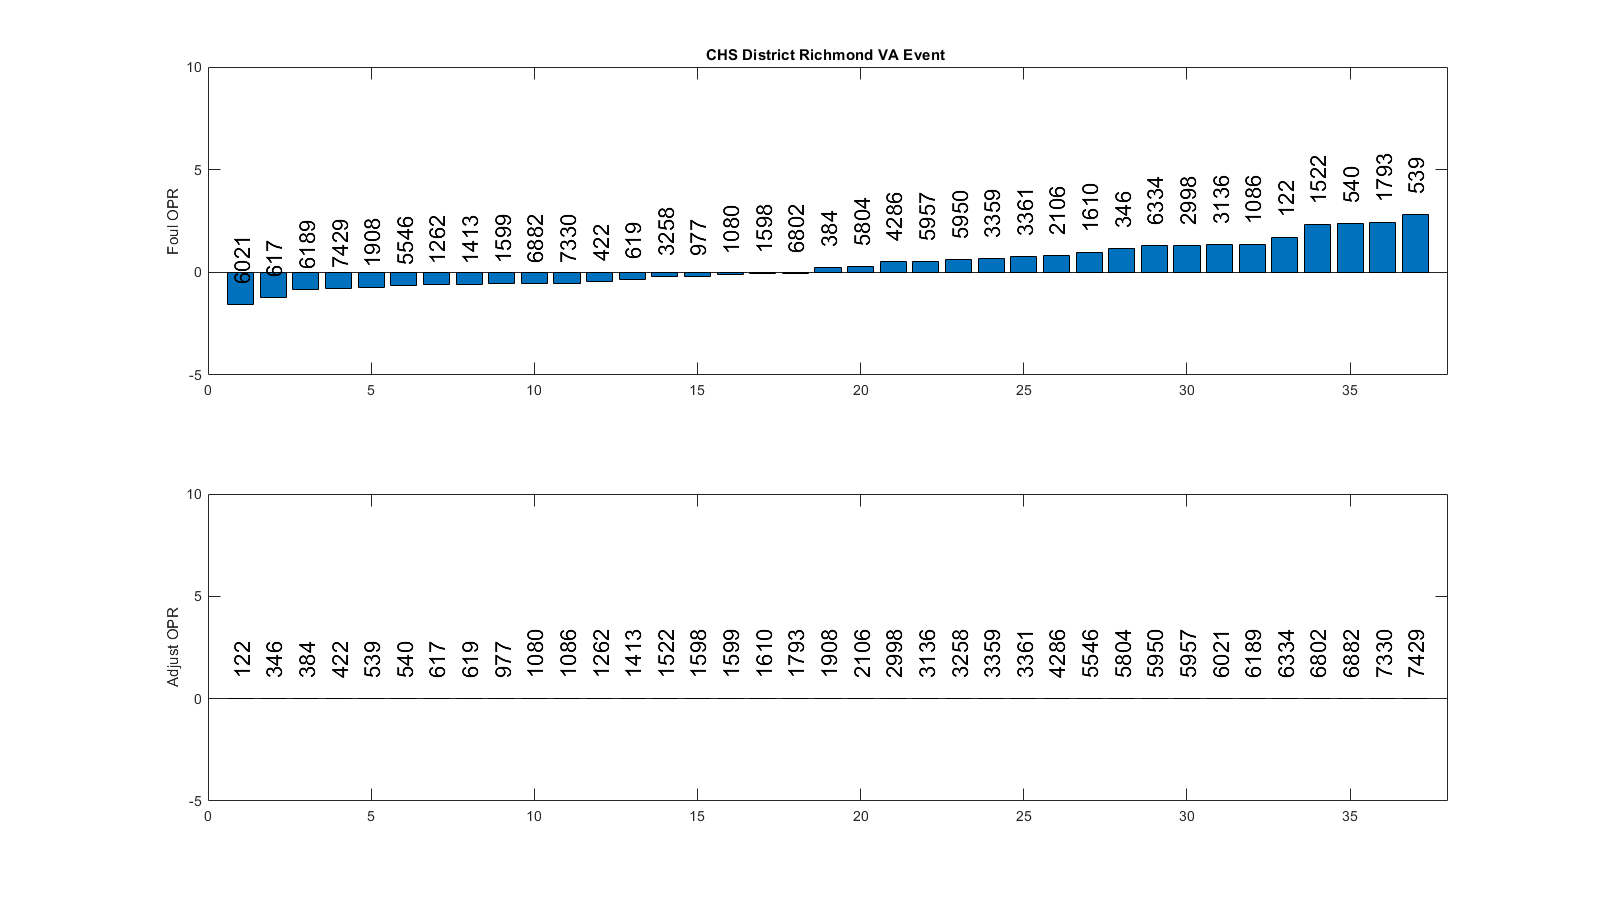 CHS District Richmond VA Event
10
5
0
-5
Foul OPR
6021 617 6189 7429 1908 5546 1262 1413 1599 6882 7330 422 619 3258 977 1080 1598 6802 384 5804 4286 5957 5950 3359 3361 2106 1610 346 6334 2998 3136 1086 122 1522 540 1793 539
0 5 10 15 20 25 30 35
10
5
0
-5
Adjust OPR
122 346 384 422 539 540 617 619 977 1080 1086 1262 1413 1522 1598 1599 1610 1793 1908 2106 2998 3136 3258 3359 3361 4286 5546 5804 5950 5957 6021 6189 6334 6802 6882 7330 7429
0 5 10 15 20 25 30 35